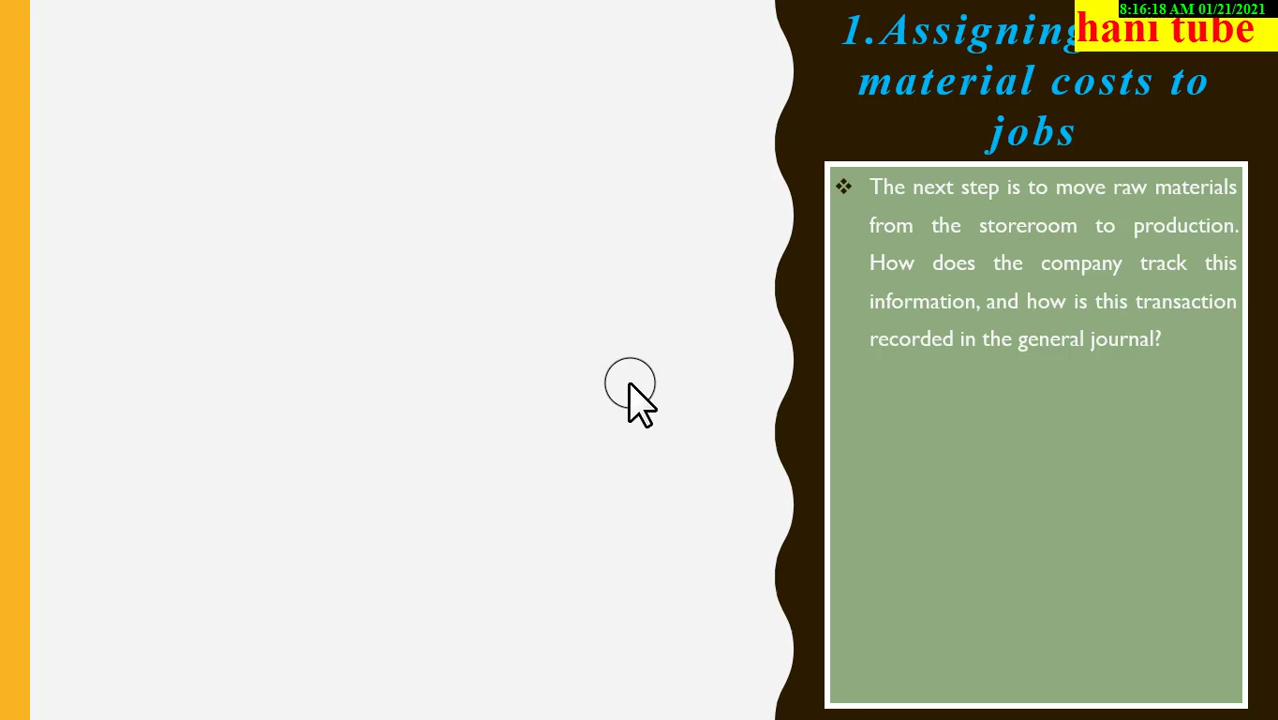 8:16:18 AM 01/21/2021
hani tube
1.Assigning
material costs to
jobs
❖ The next step is to move raw materials
from the storeroom to production.
How does the company track this
information, and how is this transaction
recorded in the general journal?